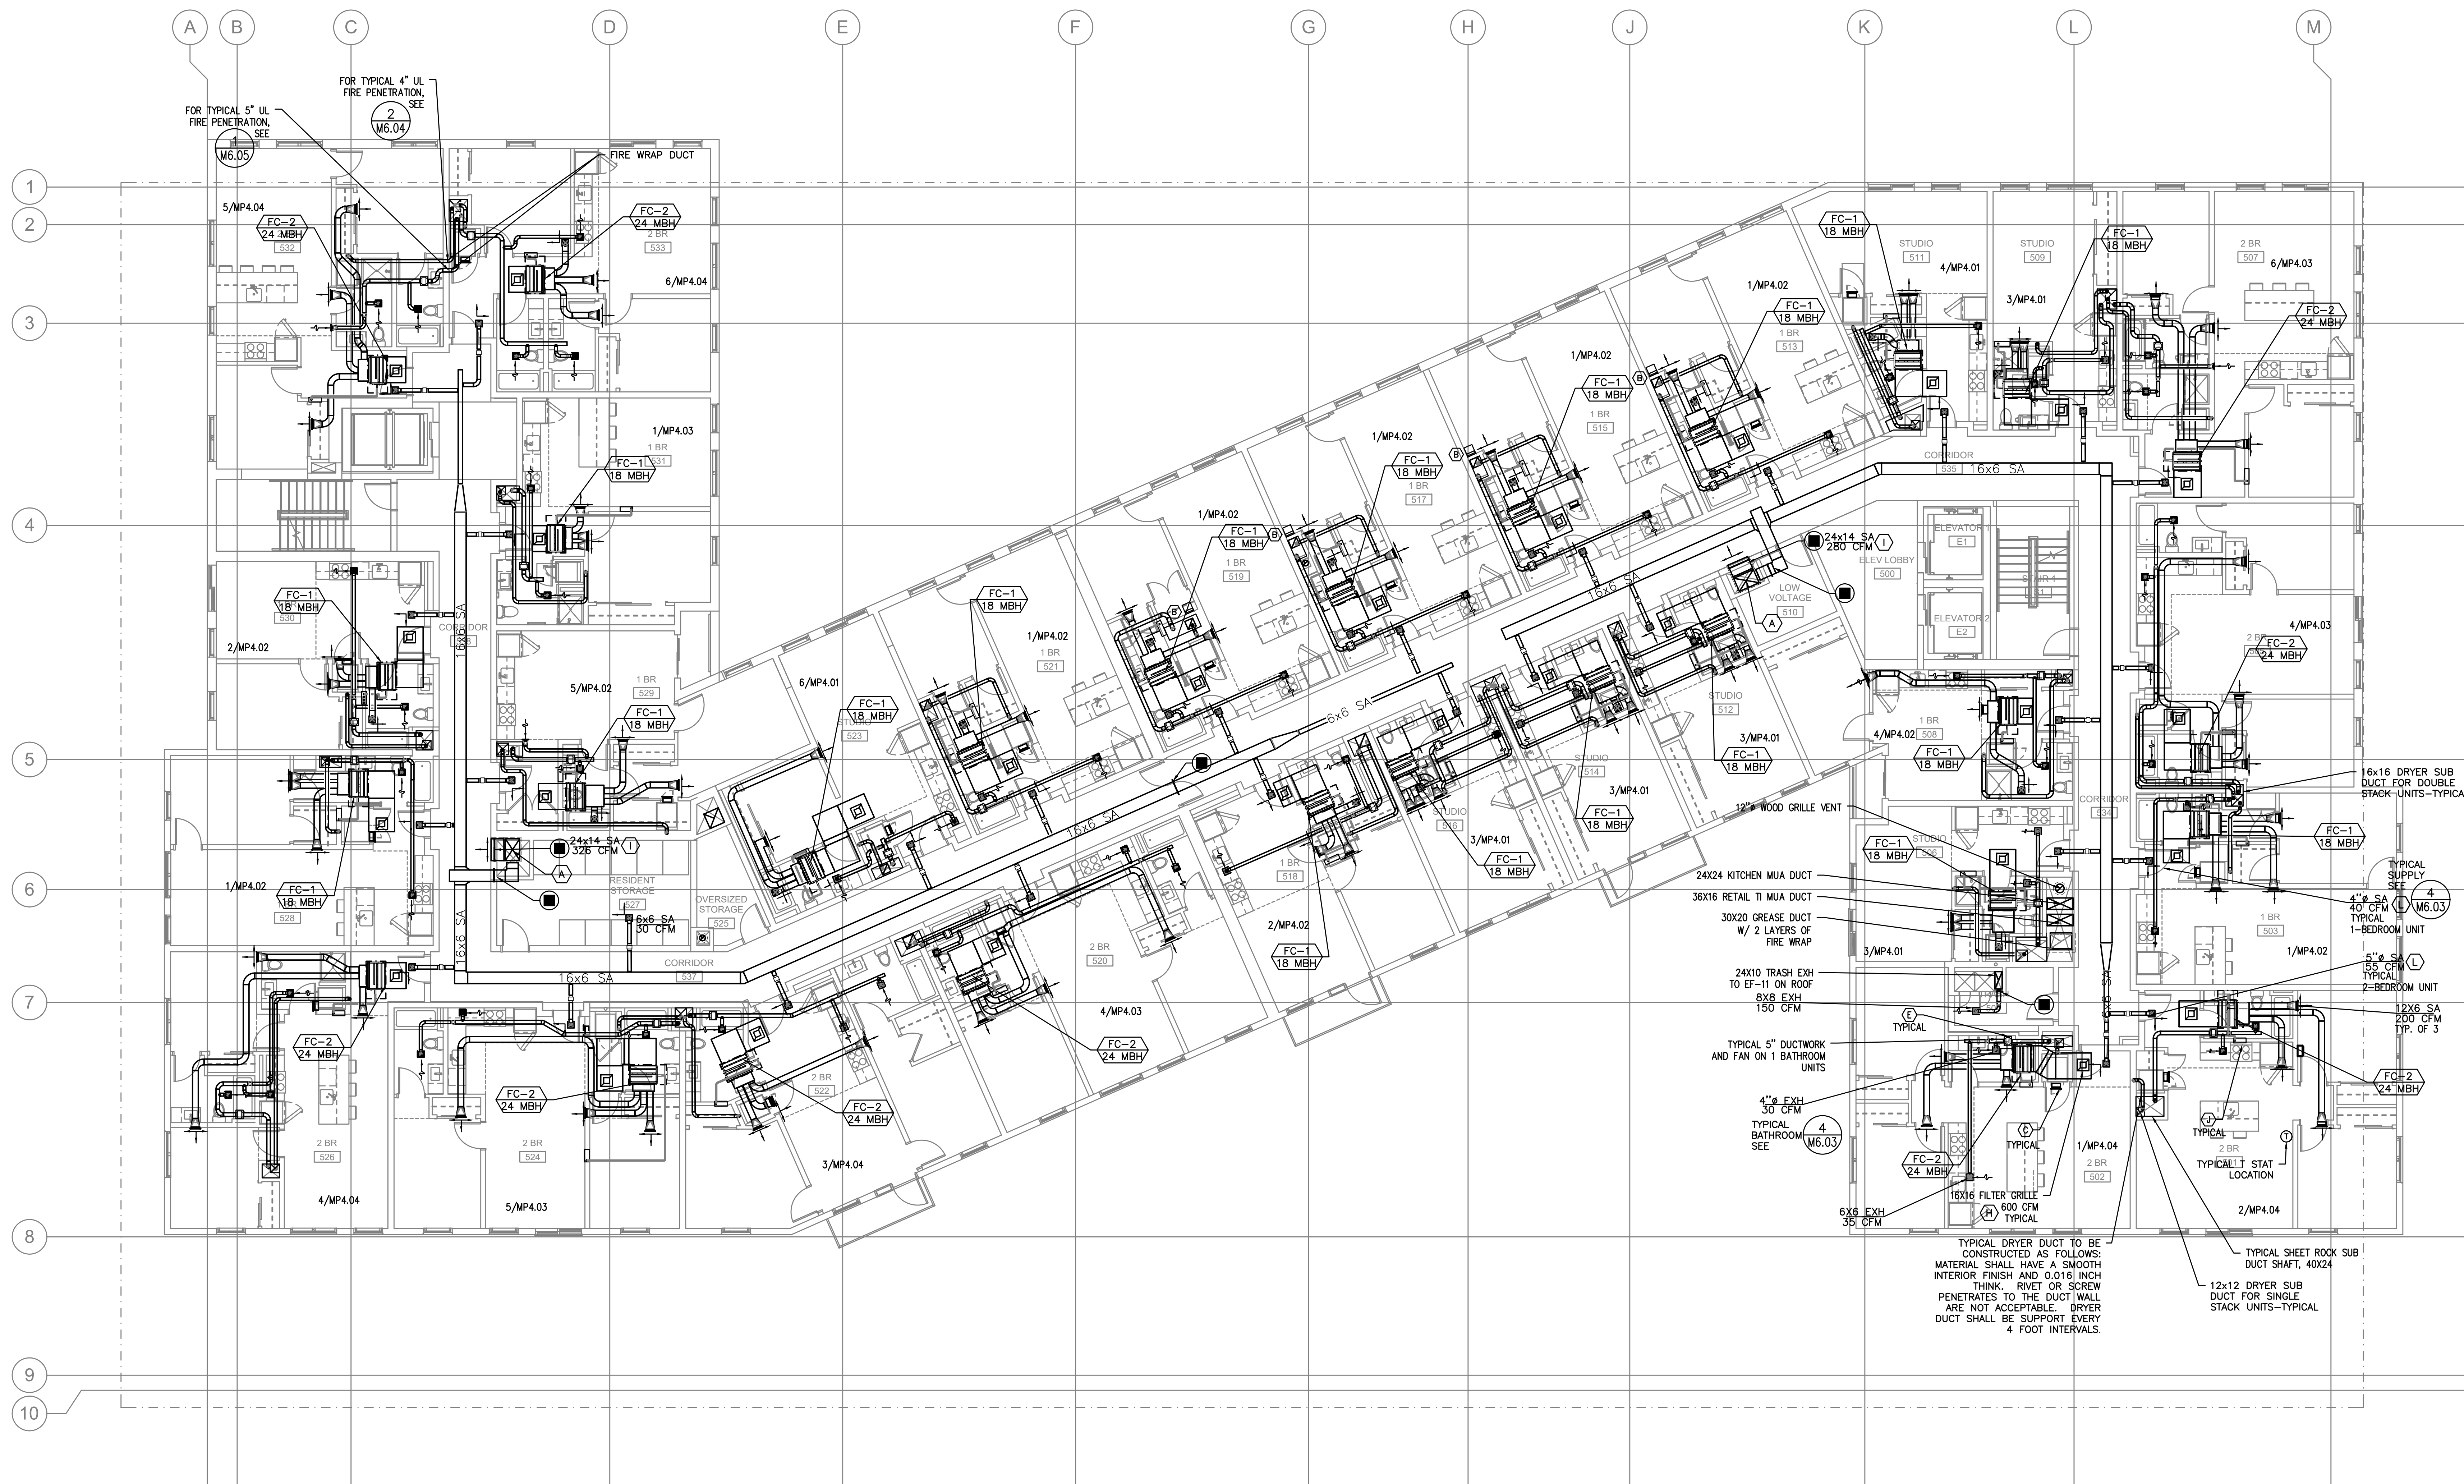 A
B
C
D
E
F
G
H
J
K
L
M
1
2
3
4
5
6
7
8
9
10
FOR TYPICAL 4" UL
FIRE PENETRATION,
SEE
2
M6.04
FOR TYPICAL 5" UL
FIRE PENETRATION,
SEE
1
M6.05
FIRE WRAP DUCT
5/MP4.04
FC-2
24 MBH
532
FC-2
24 MBH
2 BR
533
6/MP4.04
1/MP4.03
1 BR
531
FC-1
18 MBH
FC-1
18 MBH
530
2/MP4.02
CORRIDOR
16x6 SA
5/MP4.02
1 BR
529
FC-1
18 MBH
24x14 SA
326 CFM
I
A
1/MP4.02
FC-1
18 MBH
528
RESIDENT
STORAGE
527
6x6 SA
30 CFM
OVERSIZED
STORAGE
525
16x6 SA
16x6 SA
CORRIDOR
537
FC-2
24 MBH
2 BR
526
4/MP4.04
FC-2
24 MBH
2 BR
524
5/MP4.03
FC-2
24 MBH
2 BR
522
3/MP4.04
6/MP4.01
FC-1
18 MBH
STUDIO
523
FC-1
18 MBH
1/MP4.02
1 BR
521
B
16x6 SA
2 BR
520
4/MP4.03
FC-2
24 MBH
1/MP4.02
FC-1
18 MBH
B
1 BR
519
6x6 SA
1 BR
518
2/MP4.02
FC-1
18 MBH
1/MP4.02
FC-1
18 MBH
B
1 BR
517
STUDIO
516
3/MP4.01
FC-1
18 MBH
1/MP4.02
FC-1
18 MBH
B
1 BR
515
16x6 SA
STUDIO
514
3/MP4.01
FC-1
18 MBH
1/MP4.02
FC-1
18 MBH
1 BR
513
STUDIO
512
3/MP4.01
FC-1
18 MBH
24x14 SA
280 CFM
I
LOW
VOLTAGE
510
A
ELEV LOBBY
500
ELEVATOR 1
E1
ELEVATOR 2
E2
STAIR 1
FC-1
18 MBH
STUDIO
511
4/MP4.01
STUDIO
509
FC-1
18 MBH
3/MP4.01
2 BR
507
6/MP4.03
FC-2
24 MBH
CORRIDOR
535
16x6 SA
4/MP4.03
2 BR
FC-2
24 MBH
1 BR
508
4/MP4.02
FC-1
18 MBH
CORRIDOR
534
16x16 DRYER SUB
DUCT FOR DOUBLE
STACK UNITS-TYPICAL
FC-1
18 MBH
12"ø WOOD GRILLE VENT
FC-1
18 MBH
STUDIO
506
24X24 KITCHEN MUA DUCT
36X16 RETAIL TI MUA DUCT
30X20 GREASE DUCT
W/ 2 LAYERS OF
FIRE WRAP
3/MP4.01
TYPICAL
SUPPLY
SEE
4
M6.03
4"ø SA
40 CFM
L
TYPICAL
1-BEDROOM UNIT
1 BR
503
1/MP4.02
5"ø SA
55 CFM
L
TYPICAL
2-BEDROOM UNIT
24X10 TRASH EXH
TO EF-11 ON ROOF
8X8 EXH
150 CFM
E
TYPICAL
12X6 SA
200 CFM
TYP. OF 3
TYPICAL 5" DUCTWORK
AND FAN ON 1 BATHROOM
UNITS
4"ø EXH
30 CFM
TYPICAL
BATHROOM
SEE
4
M6.03
FC-2
24 MBH
C
TYPICAL
1/MP4.04
2 BR
502
16X16 FILTER GRILLE
600 CFM
TYPICAL
H
6X6 EXH
35 CFM
FC-2
24 MBH
J
TYPICAL
T
2 BR
TYPICAL T STAT
LOCATION
2/MP4.04
TYPICAL DRYER DUCT TO BE
CONSTRUCTED AS FOLLOWS:
MATERIAL SHALL HAVE A SMOOTH
INTERIOR FINISH AND 0.016 INCH
THINK. RIVET OR SCREW
PENETRATES TO THE DUCT WALL
ARE NOT ACCEPTABLE. DRYER
DUCT SHALL BE SUPPORT EVERY
4 FOOT INTERVALS.
TYPICAL SHEET ROCK SUB
DUCT SHAFT, 40X24
12x12 DRYER SUB
DUCT FOR SINGLE
STACK UNITS-TYPICAL